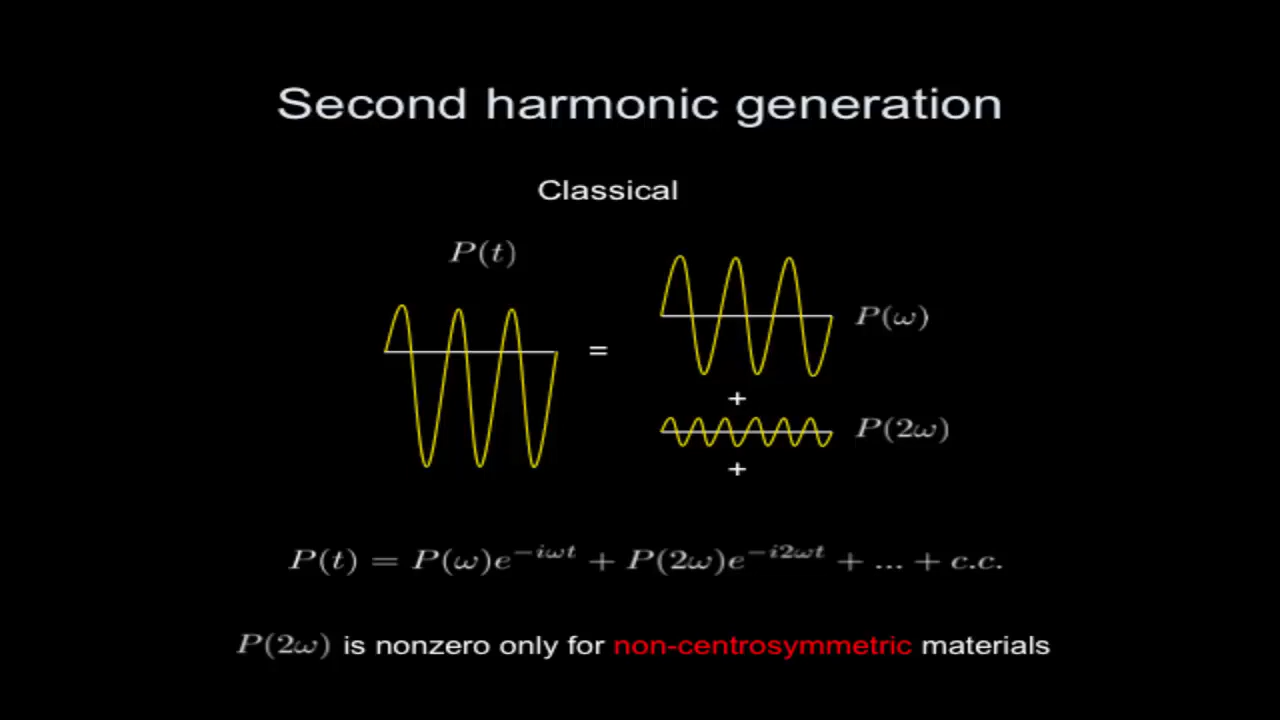 Second harmonic generation
Classical
P(t)
=
P(ω)
+
P(2ω)
+
P(t) = P(ω)e^{-iωt} + P(2ω)e^{-i2ωt} + ... + c.c.
P(2ω) is nonzero only for non-centrosymmetric materials